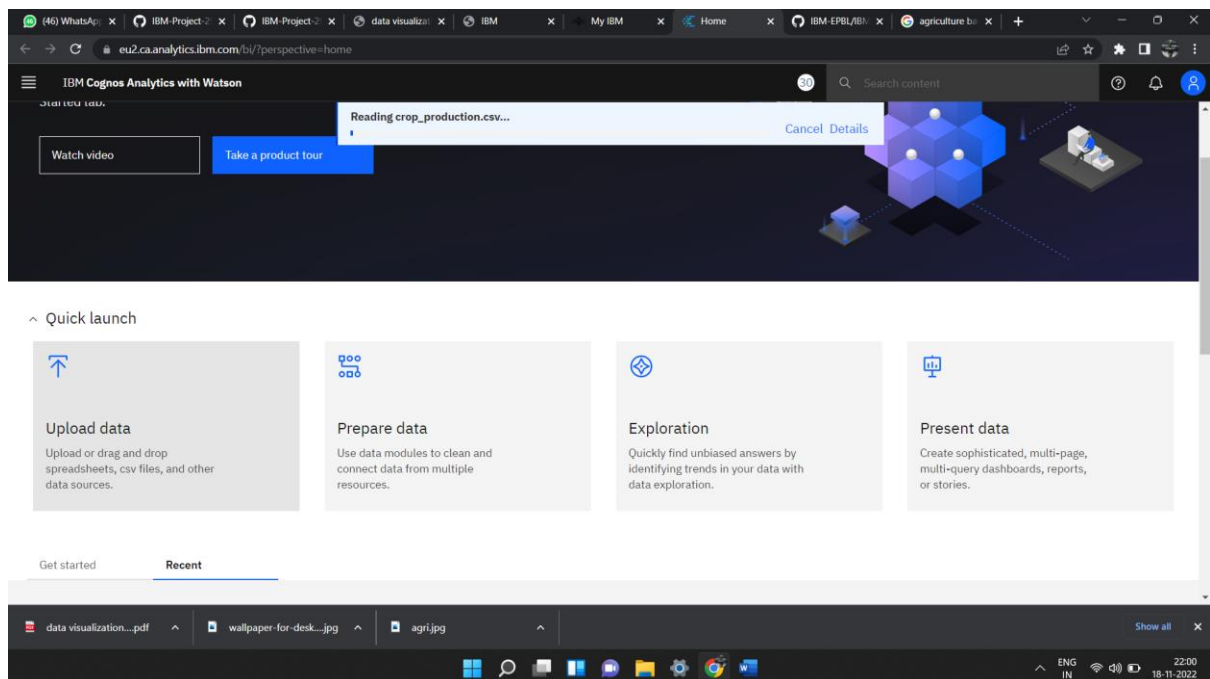 (46) WhatsApp
IBM-Project-2
IBM-Project-2
data visualizat
IBM
My IBM
Home
IBM-EPBL/IBM
agriculture ba
eu2.ca.analytics.ibm.com/bi/?perspective=home
IBM Cognos Analytics with Watson
30
Search content
Started tab.
Reading crop_production.csv...
Cancel Details
Watch video
Take a product tour
Quick launch
Upload data
Upload or drag and drop
spreadsheets, csv files, and other
data sources.
Prepare data
Use data modules to clean and
connect data from multiple
resources.
Exploration
Quickly find unbiased answers by
identifying trends in your data with
data exploration.
Present data
Create sophisticated, multi-page,
multi-query dashboards, reports,
or stories.
Get started
Recent
data visualization....pdf
wallpaper-for-desk....jpg
agri.jpg
Show all
ENG
IN
22:00
18-11-2022